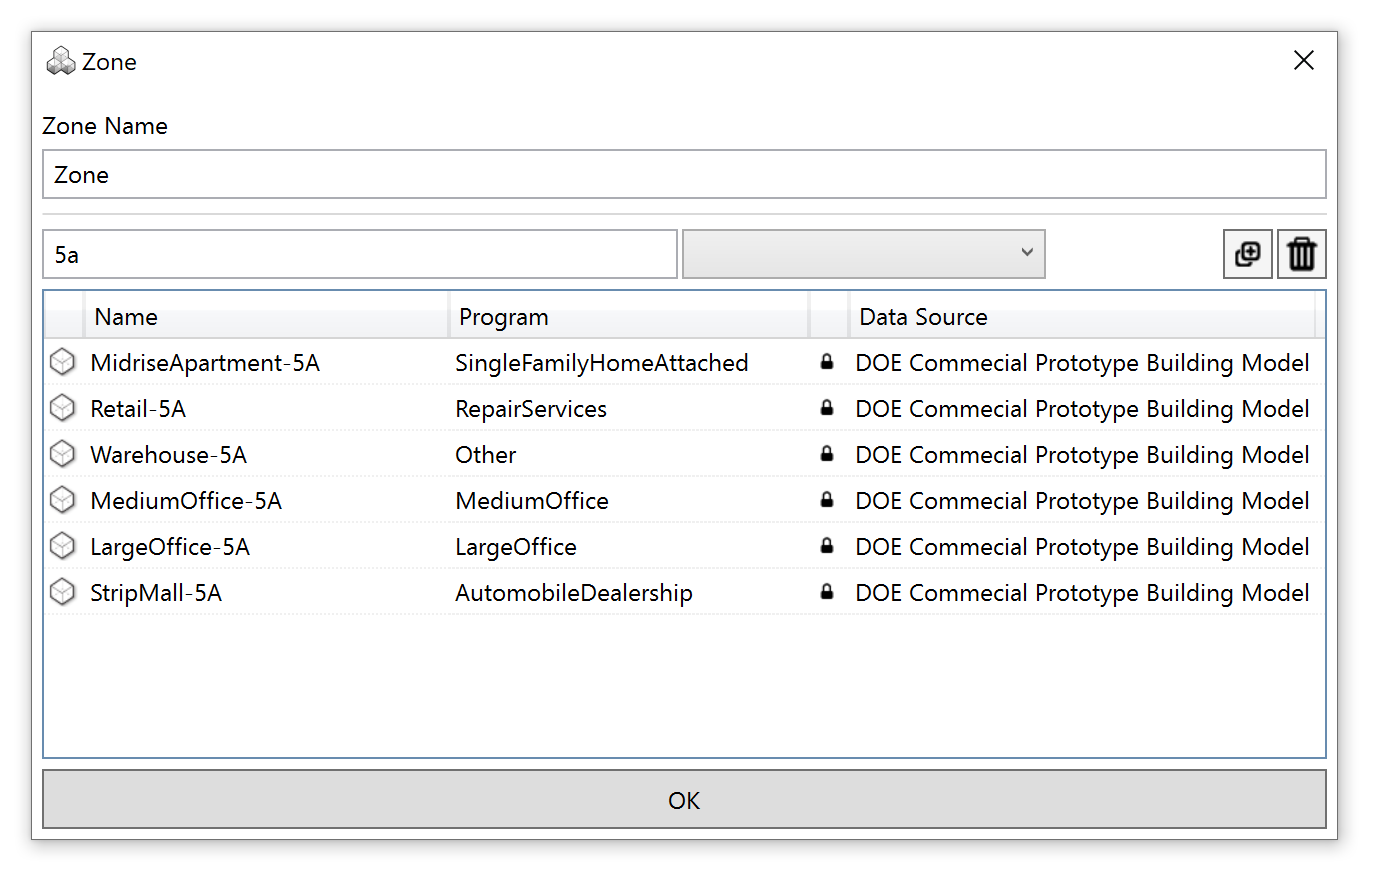 Zone
Zone Name
Zone
5a
Name Program Data Source
MidriseApartment-5A SingleFamilyHomeAttached DOE Commecial Prototype Building Model
Retail-5A RepairServices DOE Commecial Prototype Building Model
Warehouse-5A Other DOE Commecial Prototype Building Model
MediumOffice-5A MediumOffice DOE Commecial Prototype Building Model
LargeOffice-5A LargeOffice DOE Commecial Prototype Building Model
StripMall-5A AutomobileDealership DOE Commecial Prototype Building Model
OK